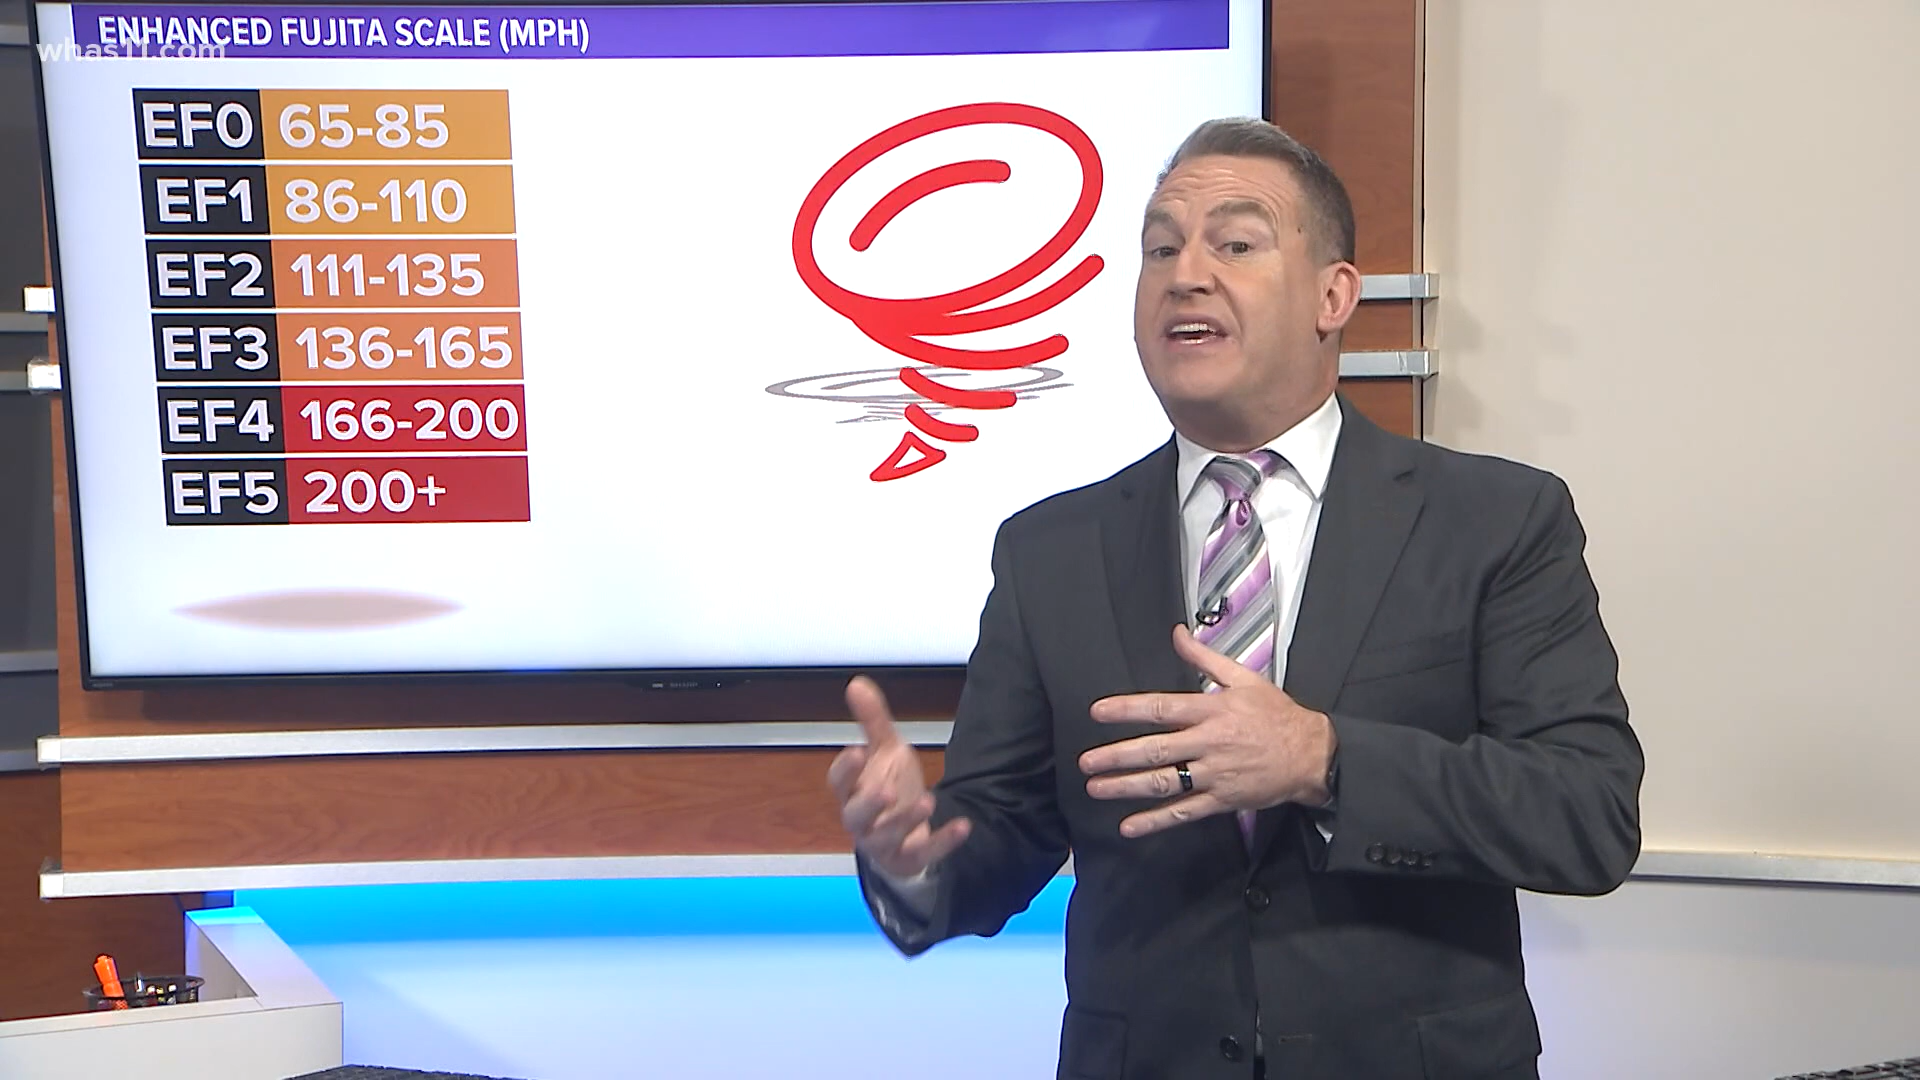 ENHANCED FUJITA SCALE (MPH)
whas11.com
EF0 65-85
EF1 86-110
EF2 111-135
EF3 136-165
EF4 166-200
EF5 200+